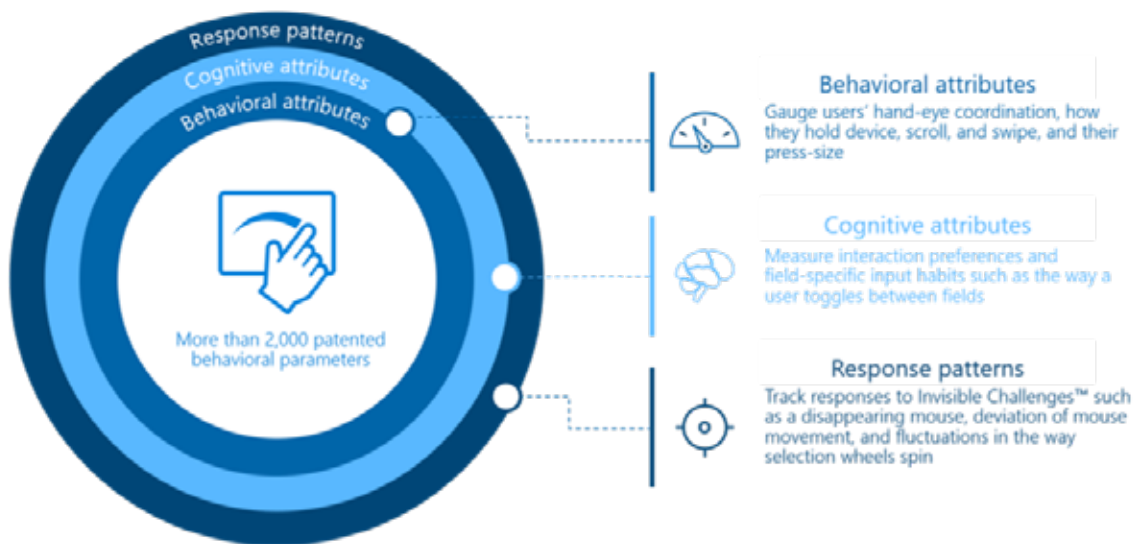 Response patterns
Cognitive attributes
Behavioral attributes
More than 2,000 patented
behavioral parameters
Behavioral attributes
Gauge users' hand-eye coordination, how
they hold device, scroll, and swipe, and their
press-size
Cognitive attributes
Measure interaction preferences and
field-specific input habits such as the way a
user toggles between fields
Response patterns
Track responses to Invisible Challenges™ such
as a disappearing mouse, deviation of mouse
movement, and fluctuations in the way
selection wheels spin